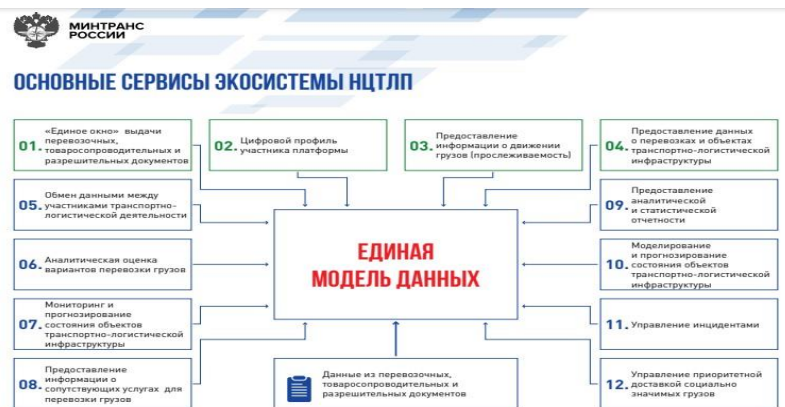 МИНТРАНС
РОССИИ
ОСНОВНЫЕ СЕРВИСЫ ЭКОСИСТЕМЫ НЦТЛП
01. «Единое окно» выдачи
перевозочных,
товаросопроводительных и
разрешительных документов
02. Цифровой профиль
участника платформы
03. Предоставление
информации о движении
грузов (прослеживаемость)
04. Предоставление данных
о перевозках и объектах
транспортно-логистической
инфраструктуры
05. Обмен данными между
участниками транспортно-
логистической деятельности
09. Предоставление
аналитической
и статистической
отчетности
ЕДИНАЯ
МОДЕЛЬ ДАННЫХ
06. Аналитическая оценка
вариантов перевозки грузов
10. Моделирование
и прогнозирование
состояния объектов
транспортно-логистической
инфраструктуры
07. Мониторинг и
прогнозирование
состояния объектов
транспортно-логистической
инфраструктуры
11. Управление инцидентами
08. Предоставление
информации о
сопутствующих услугах для
перевозки грузов
Данные из перевозочных,
товаросопроводительных и
разрешительных документов
12. Управление приоритетной
доставкой социально
значимых грузов